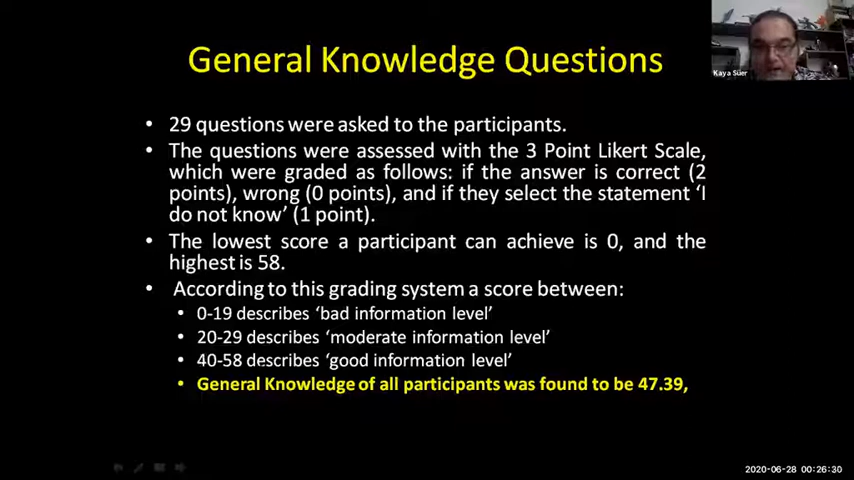 General Knowledge Questions
Kaya Süer
• 29 questions were asked to the participants.
• The questions were assessed with the 3 Point Likert Scale,
which were graded as follows: if the answer is correct (2
points), wrong (0 points), and if they select the statement ‘I
do not know’ (1 point).
• The lowest score a participant can achieve is 0, and the
highest is 58.
• According to this grading system a score between:
• 0-19 describes ‘bad information level’
• 20-29 describes ‘moderate information level’
• 40-58 describes ‘good information level’
• General Knowledge of all participants was found to be 47.39,
2020-06-28 00:26:30